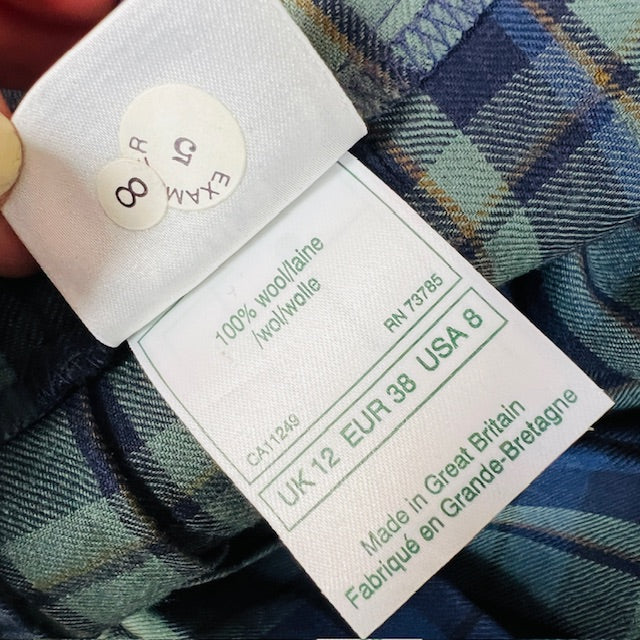 EXAMINER
5
8
100% wool/laine
/wol/wolle
RN 73785
CA11249
UK 12 EUR 38 USA 8
Made in Great Britain
Fabriqué en Grande-Bretagne